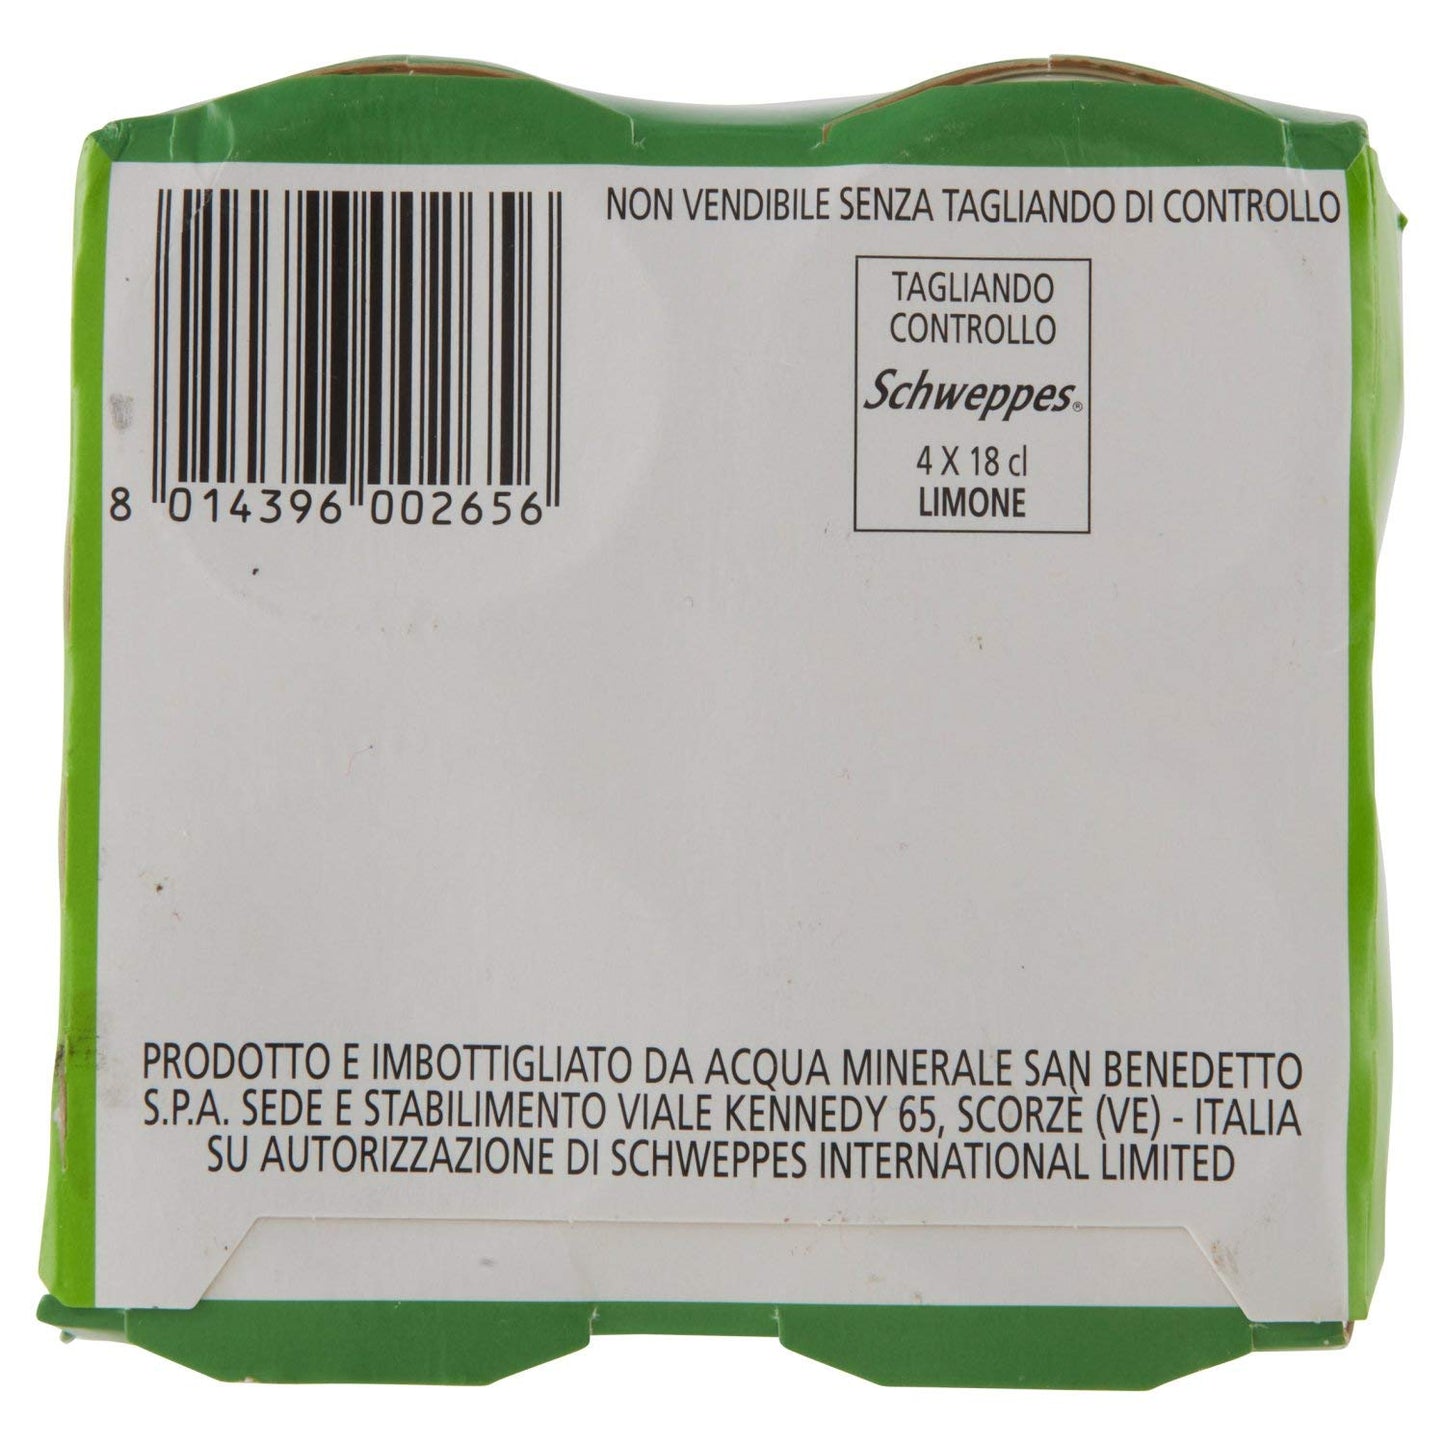 NON VENDIBILE SENZA TAGLIANDO DI CONTROLLO
TAGLIANDO
CONTROLLO
Schweppes®
4 X 18 cl
LIMONE
8 014396 002656
PRODOTTO E IMBOTTIGLIATO DA ACQUA MINERALE SAN BENEDETTO
S.P.A. SEDE E STABILIMENTO VIALE KENNEDY 65, SCORZÈ (VE) - ITALIA
SU AUTORIZZAZIONE DI SCHWEPPES INTERNATIONAL LIMITED